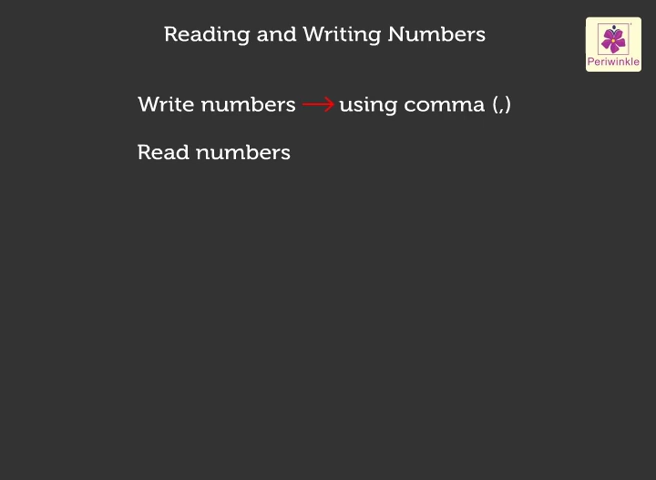 Reading and Writing Numbers
Periwinkle
Write numbers → using comma (,)
Read numbers